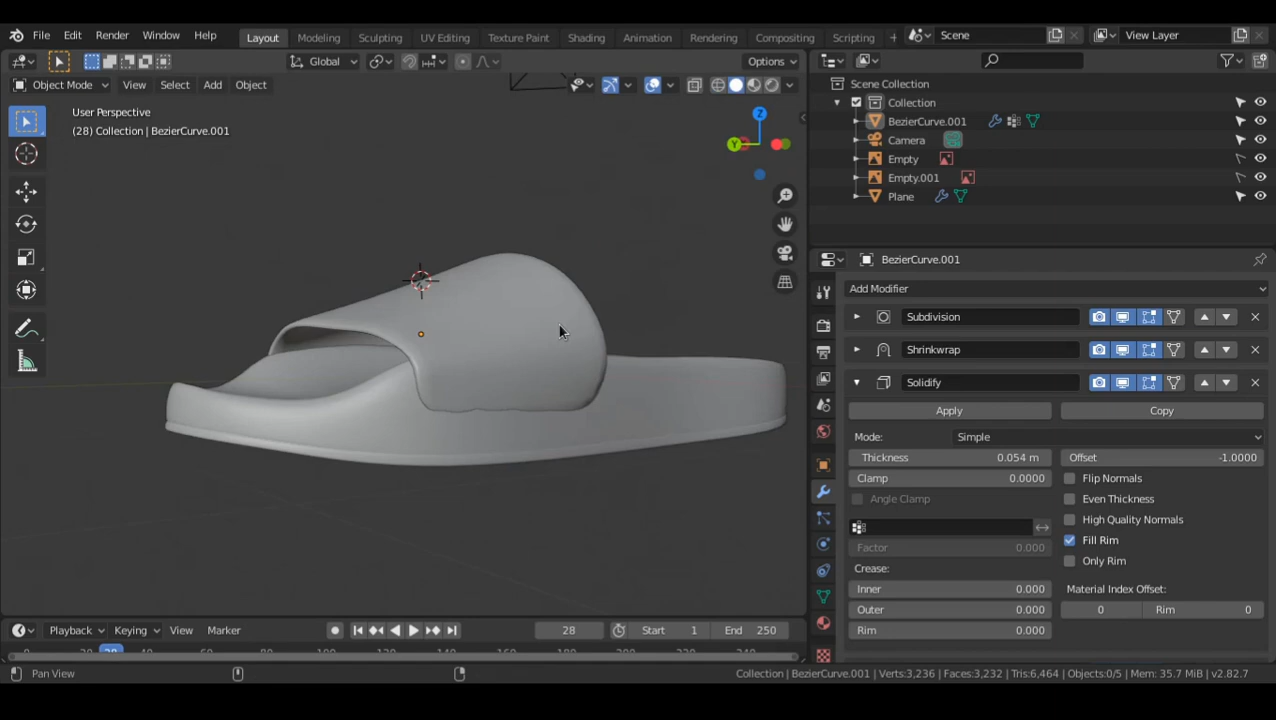 File Edit Render Window Help Layout Modeling Sculpting UV Editing Texture Paint Shading Animation Rendering Compositing Scripting + Scene View Layer
Global Options
Object Mode View Select Add Object
User Perspective
(28) Collection | BezierCurve.001
Z
Y
Scene Collection
Collection
BezierCurve.001
Camera
Empty
Empty.001
Plane
BezierCurve.001
Add Modifier
Subdivision
Shrinkwrap
Solidify
Apply Copy
Mode: Simple
Thickness 0.054 m Offset -1.0000
Clamp 0.0000 Flip Normals
Angle Clamp Even Thickness
High Quality Normals
Factor 0.000 Fill Rim
Crease: Only Rim
Inner 0.000 Material Index Offset:
Outer 0.000 0 Rim 0
Rim 0.000
Playback Keying View Marker 28 Start 1 End 250
Pan View Collection | BezierCurve.001 | Verts:3,236 | Faces:3,232 | Tris:6,464 | Objects:0/5 | Mem: 35.7 MiB | v2.82.7